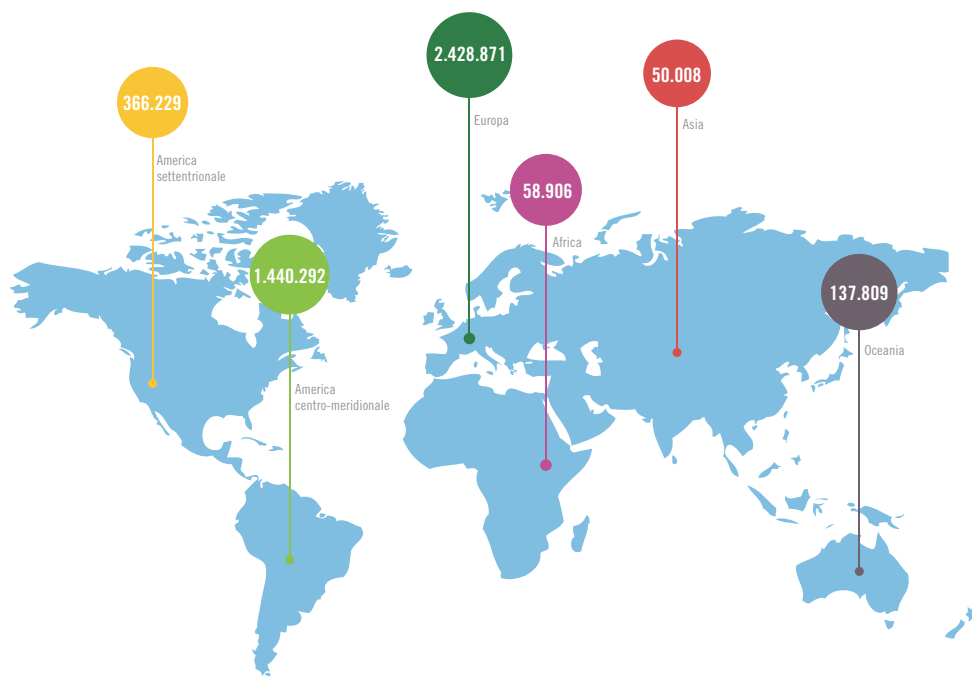 366.229
America
settentrionale
1.440.292
America
centro-meridionale
2.428.871
Europa
58.906
Africa
50.008
Asia
137.809
Oceania